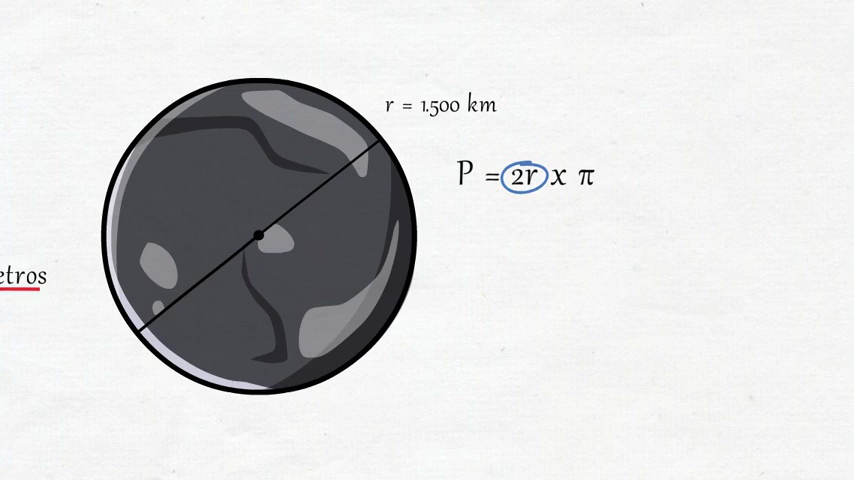 r = 1.500 km
P = 2r x π
etros